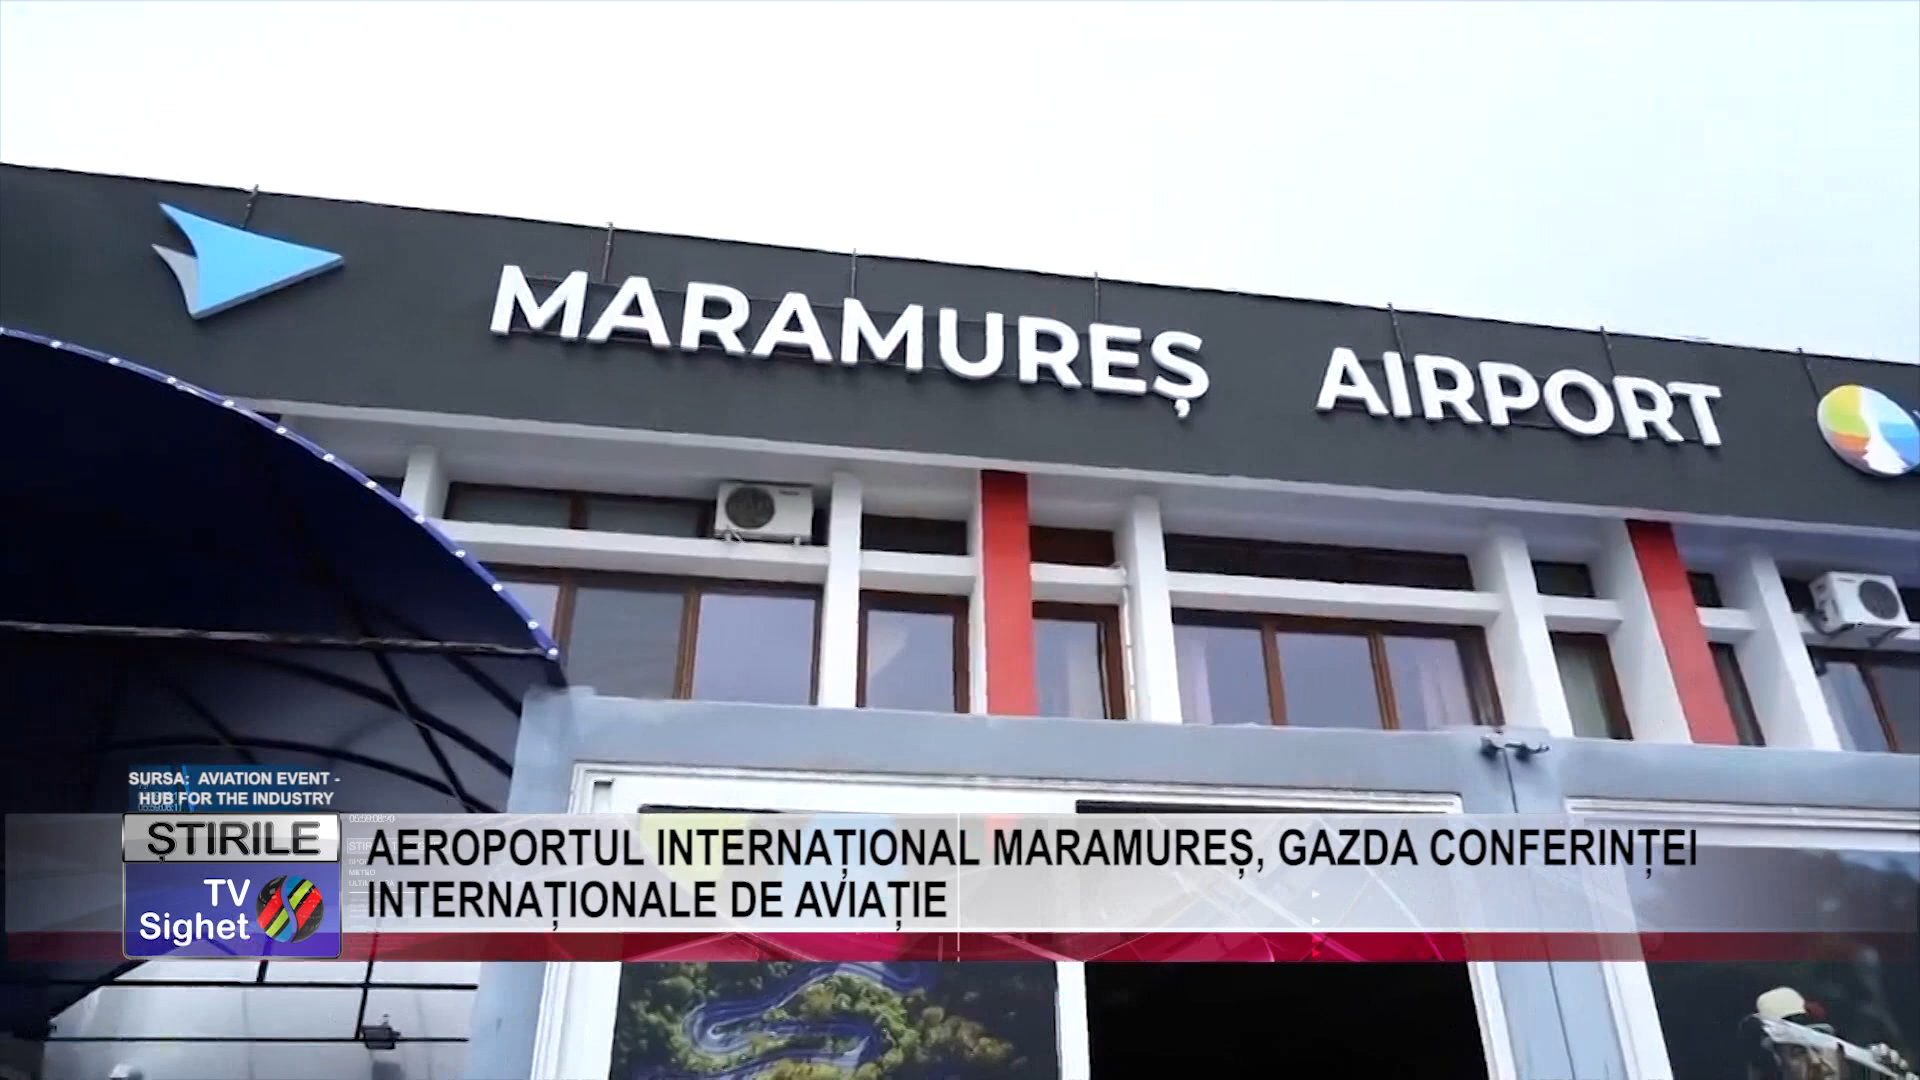 MARAMUREȘ AIRPORT
SURSA: AVIATION EVENT -
HUB FOR THE INDUSTRY
ȘTIRILE
TV
Sighet
AEROPORTUL INTERNAȚIONAL MARAMUREȘ, GAZDA CONFERINȚEI
INTERNAȚIONALE DE AVIAȚIE